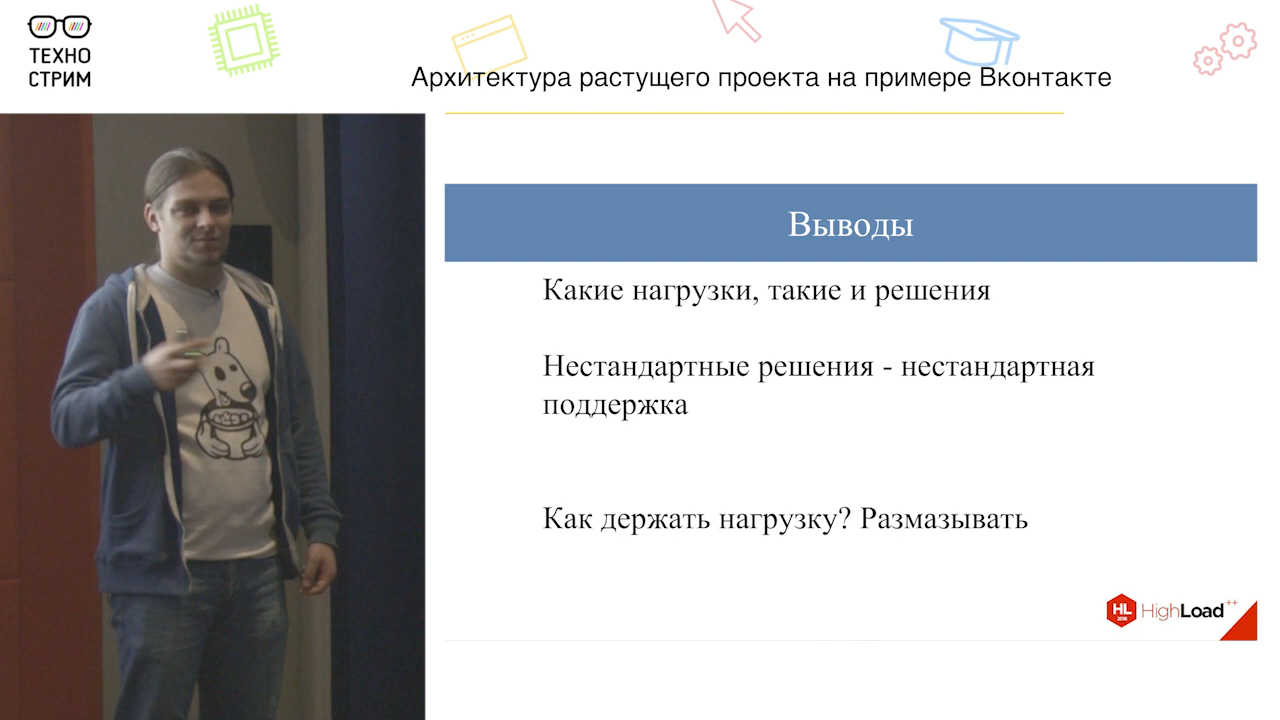 ТЕХНО
СТРИМ
Архитектура растущего проекта на примере Вконтакте
Выводы
Какие нагрузки, такие и решения
Нестандартные решения - нестандартная
поддержка
Как держать нагрузку? Размазывать
HL
HighLoad++